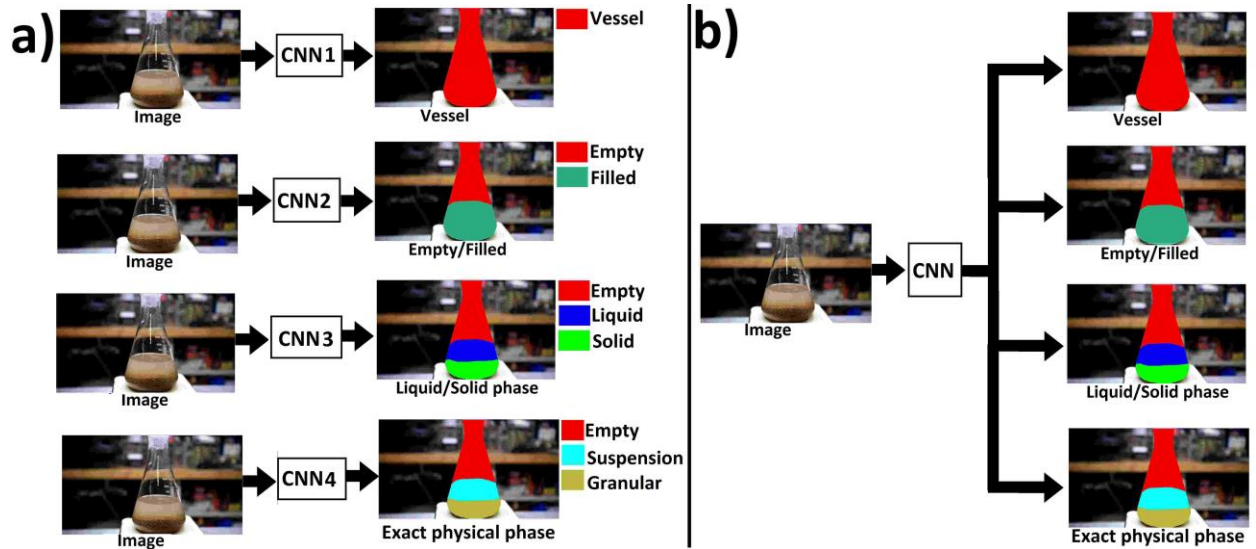 a)
CNN1
Vessel
Image
Vessel
CNN2
Empty
Filled
Image
Empty/Filled
CNN3
Empty
Liquid
Solid
Image
Liquid/Solid phase
CNN4
Empty
Suspension
Granular
Image
Exact physical phase
b)
Image
CNN
Vessel
Empty/Filled
Liquid/Solid phase
Exact physical phase